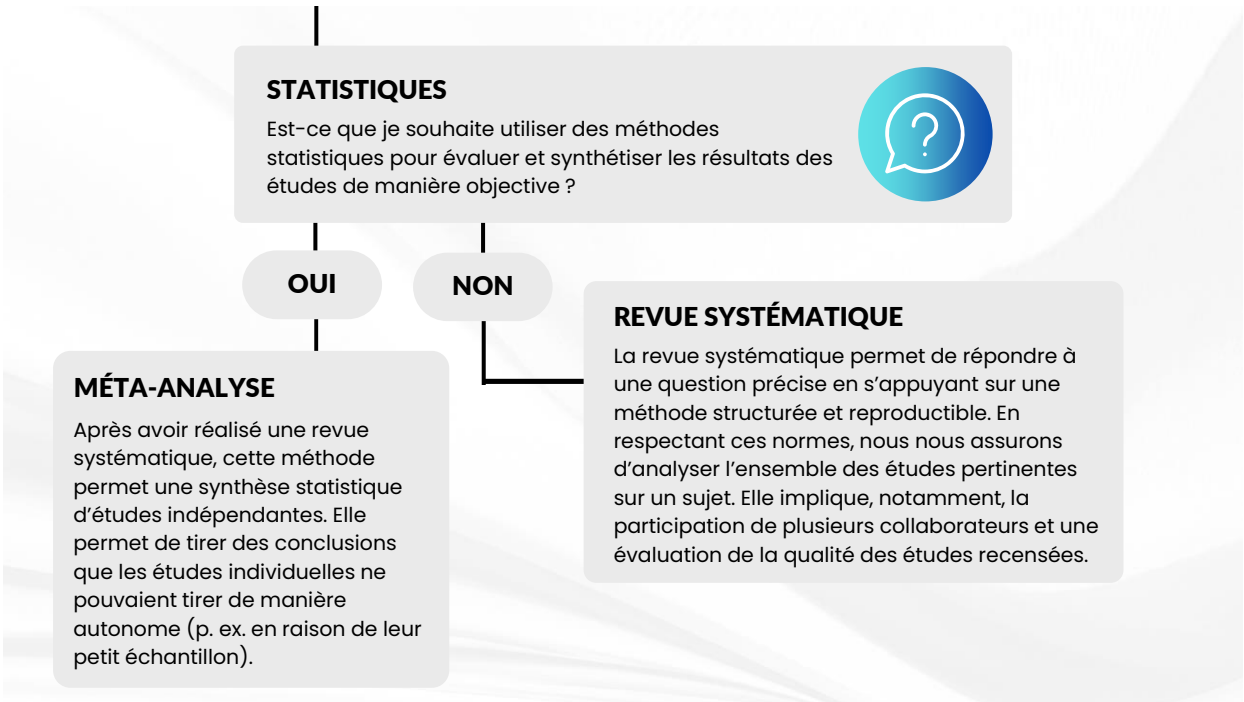 STATISTIQUES
Est-ce que je souhaite utiliser des méthodes
statistiques pour évaluer et synthétiser les résultats des
études de manière objective ?
OUI
NON
MÉTA-ANALYSE
Après avoir réalisé une revue
systématique, cette méthode
permet une synthèse statistique
d'études indépendantes. Elle
permet de tirer des conclusions
que les études individuelles ne
pouvaient tirer de manière
autonome (p. ex. en raison de leur
petit échantillon).
REVUE SYSTÉMATIQUE
La revue systématique permet de répondre à
une question précise en s'appuyant sur une
méthode structurée et reproductible. En
respectant ces normes, nous nous assurons
d'analyser l'ensemble des études pertinentes
sur un sujet. Elle implique, notamment, la
participation de plusieurs collaborateurs et une
évaluation de la qualité des études recensées.